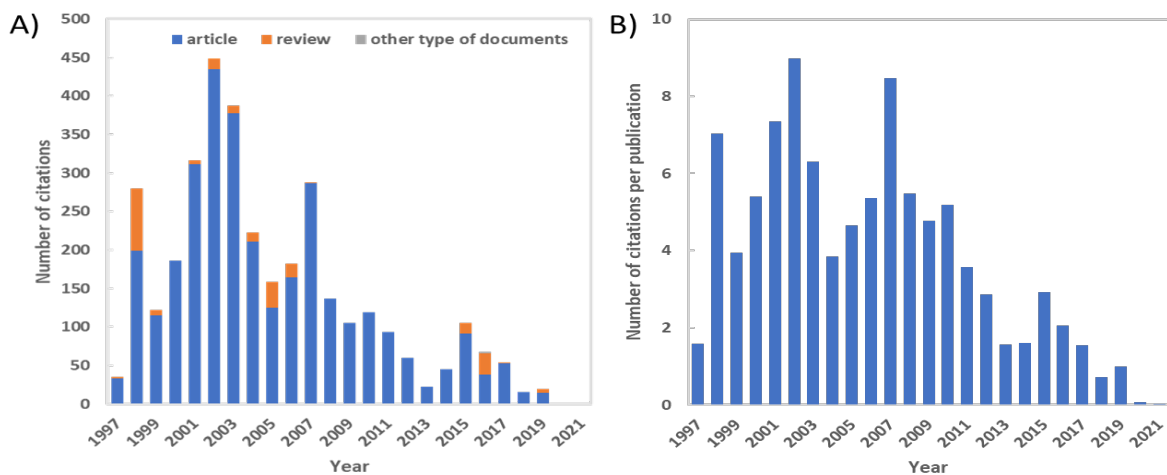 A)
500
450
400
350
300
250
200
150
100
50
0
Number of citations
article review other type of documents
1997 1999 2001 2003 2005 2007 2009 2011 2013 2015 2017 2019 2021
Year
B)
10
8
6
4
2
0
Number of citations per publication
1997 1999 2001 2003 2005 2007 2009 2011 2013 2015 2017 2019 2021
Year